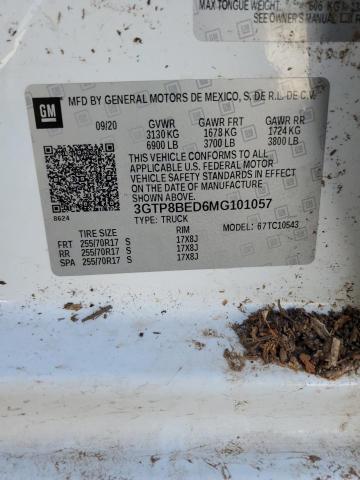 MAX TONGUE WEIGHT.
SEE OWNERS MANUAL
GM
MFD BY GENERAL MOTORS DE MEXICO, S. DE R.L. DE C.V.
09/20 GVWR GAWR FRT GAWR RR
3130 KG 1678 KG 1724 KG
6900 LB 3700 LB 3800 LB
THIS VEHICLE CONFORMS TO ALL
APPLICABLE U.S. FEDERAL MOTOR
VEHICLE SAFETY STANDARDS IN
EFFECT ON THE DATE OF
MANUFACTURE SHOWN ABOVE.
8624
3GTP8BED6MG101057
TYPE: TRUCK
67TC10543
TIRE SIZE RIM
FRT 255/70R17 S 17X8J
RR 255/70R17 S 17X8J
SPA 255/70R17 S 17X8J